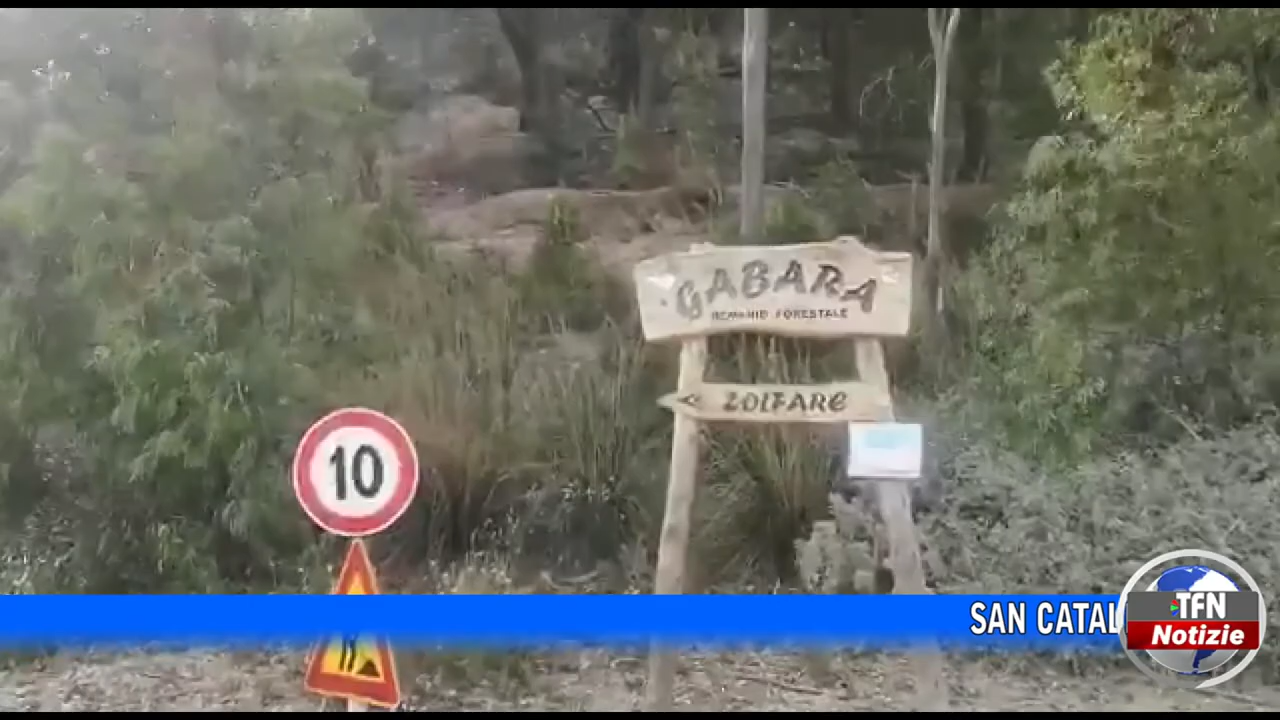 GABARA
DEMANIO FORESTALE
ZOLFARE
10
SAN CATAL
TFN
Notizie